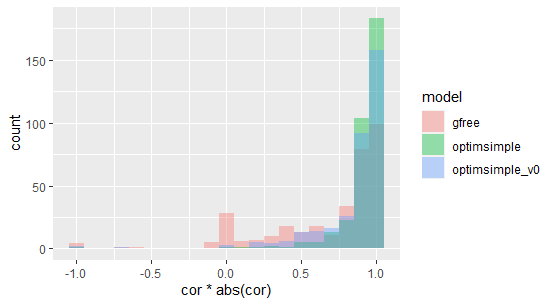 150
100
50
0
count
-1.0
-0.5
0.0
0.5
1.0
cor * abs(cor)
model
gfree
optimsimple
optimsimple_v0